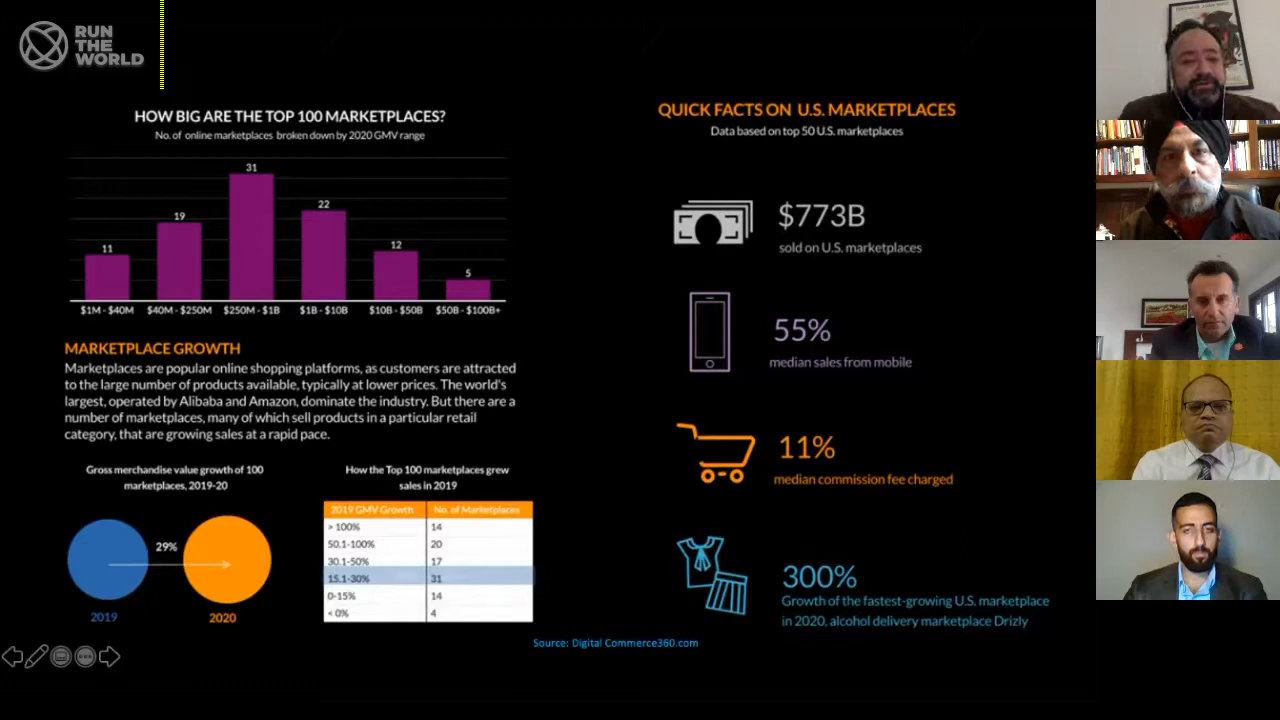 RUN
THE
WORLD
HOW BIG ARE THE TOP 100 MARKETPLACES?
No. of online marketplaces broken down by 2020 GMV range
11
19
31
22
12
5
$1M - $40M
$40M - $250M
$250M - $1B
$1B - $10B
$10B - $50B
$50B - $100B+
MARKETPLACE GROWTH
Marketplaces are popular online shopping platforms, as customers are attracted
to the large number of products available, typically at lower prices. The world's
largest, operated by Alibaba and Amazon, dominate the industry. But there are a
number of marketplaces, many of which sell products in a particular retail
category, that are growing sales at a rapid pace.
Gross merchandise value growth of 100
marketplaces, 2019-20
29%
2019
2020
How the Top 100 marketplaces grew
sales in 2019
2019 GMV Growth No. of Marketplaces
> 100% 14
50.1-100% 20
30.1-50% 17
15.1-30% 31
0-15% 14
< 0% 4
QUICK FACTS ON U.S. MARKETPLACES
Data based on top 50 U.S. marketplaces
$773B
sold on U.S. marketplaces
55%
median sales from mobile
11%
median commission fee charged
300%
Growth of the fastest-growing U.S. marketplace
in 2020, alcohol delivery marketplace Drizly
Source: Digital Commerce360.com